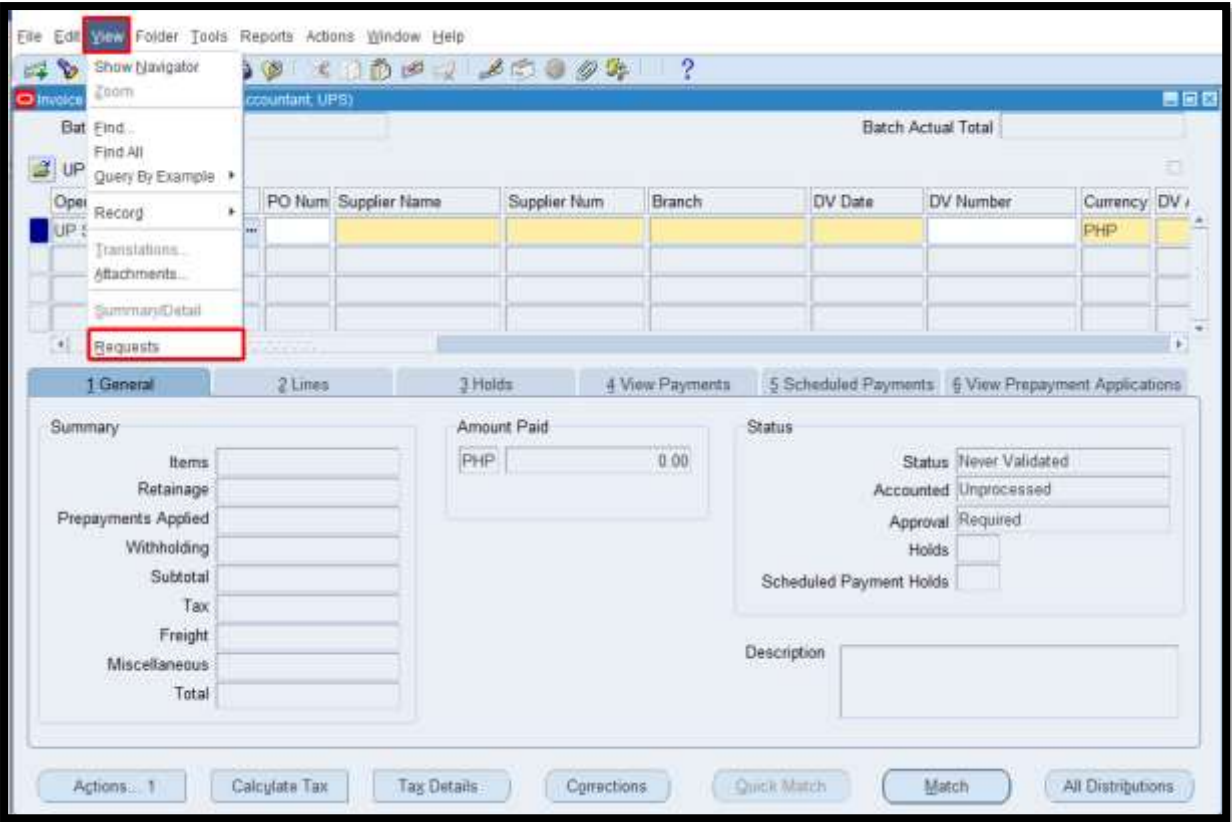 File Edit View Folder Tools Reports Actions Window Help
Show Navigator
Zoom
Invoice ccountant, UPS)
Bat Find... Batch Actual Total
Find All
UP Query By Example
Oper PO Num Supplier Name Supplier Num Branch DV Date DV Number Currency DV
Record
UP S ... PHP
Translations...
Attachments...
Summary/Detail
Requests
1 General 2 Lines 3 Holds 4 View Payments 5 Scheduled Payments 6 View Prepayment Applications
Summary Amount Paid Status
Items PHP 0.00 Status Never Validated
Retainage Accounted Unprocessed
Prepayments Applied Approval Required
Withholding Holds
Subtotal Scheduled Payment Holds
Tax
Freight
Miscellaneous Description
Total
Actions... 1 Calculate Tax Tax Details Corrections Quick Match Match All Distributions